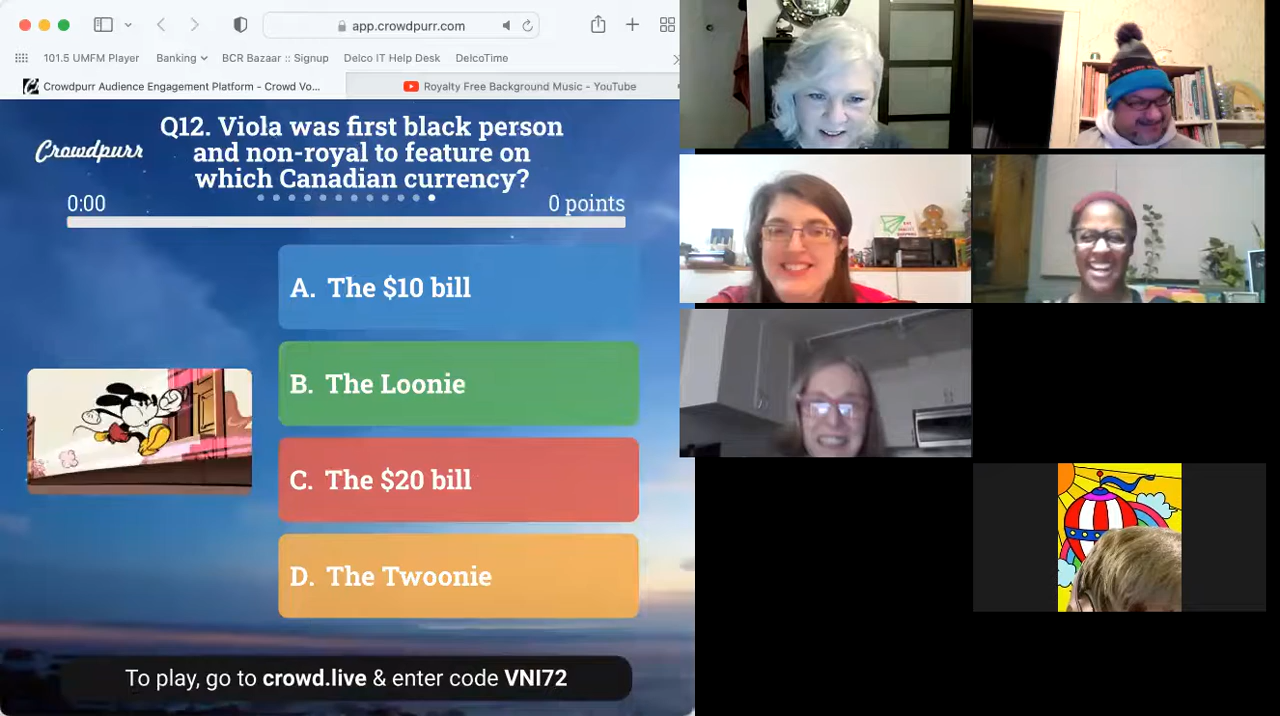 app.crowdpurr.com
101.5 UMFM Player
Banking
BCR Bazaar :: Signup
Delco IT Help Desk
DelcoTime
Crowdpurr Audience Engagement Platform - Crowd Vo...
Royalty Free Background Music - YouTube
Crowdpurr
Q12. Viola was first black person
and non-royal to feature on
which Canadian currency?
0:00
0 points
A. The $10 bill
B. The Loonie
C. The $20 bill
D. The Twoonie
To play, go to crowd.live & enter code VNI72